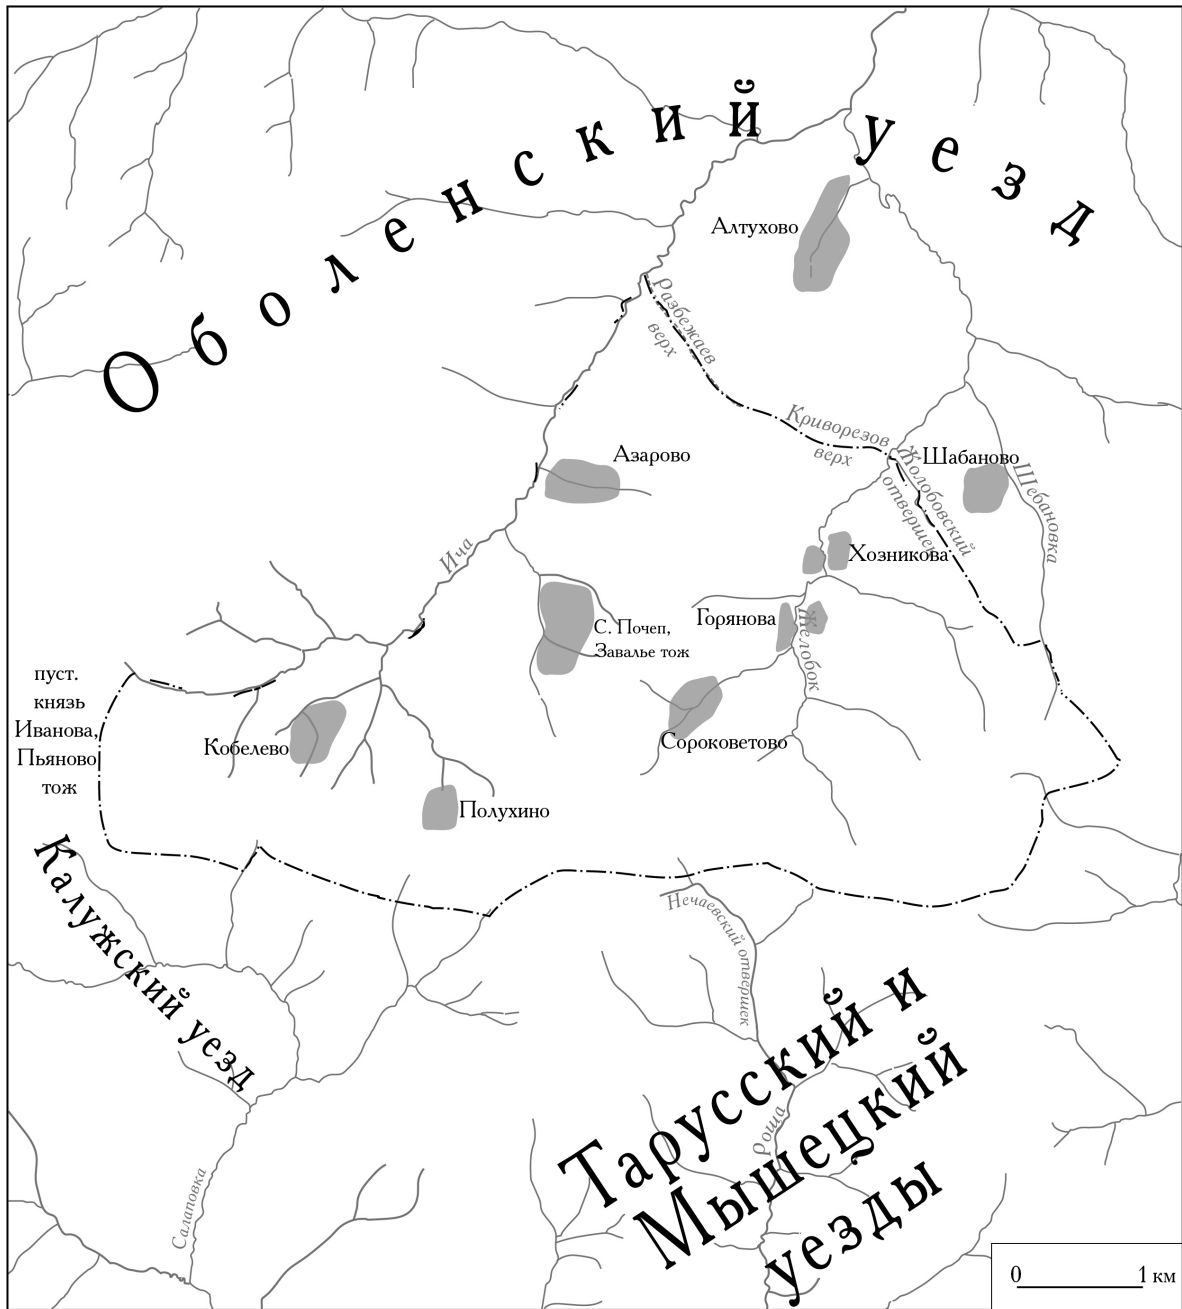 Оболенский уезд
Алтухово
Разбежаев
верх
Криворезов
верх
Жолобовский
отвершек
Шабаново
Шебановка
Азарово
Хозникова
Ича
Горянова
Желобок
С. Почеп,
Завалье тож
пуст.
князь
Иванова,
Пьяново
тож
Кобелево
Сороковетово
Полухино
Калужский уезд
Нечаевский отвершек
Тарусский и
Мышецкий
уезды
Роща
Салаповка
0 1 км